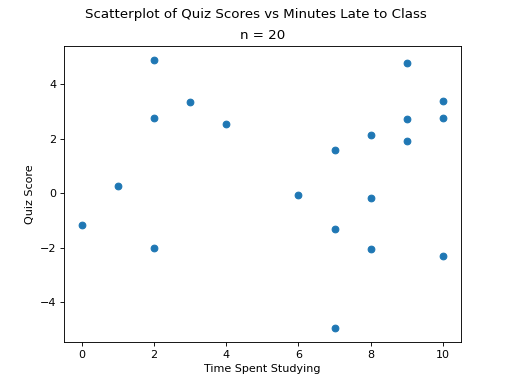 Scatterplot of Quiz Scores vs Minutes Late to Class
n = 20
4
2
0
−2
−4
Quiz Score
0 2 4 6 8 10
Time Spent Studying